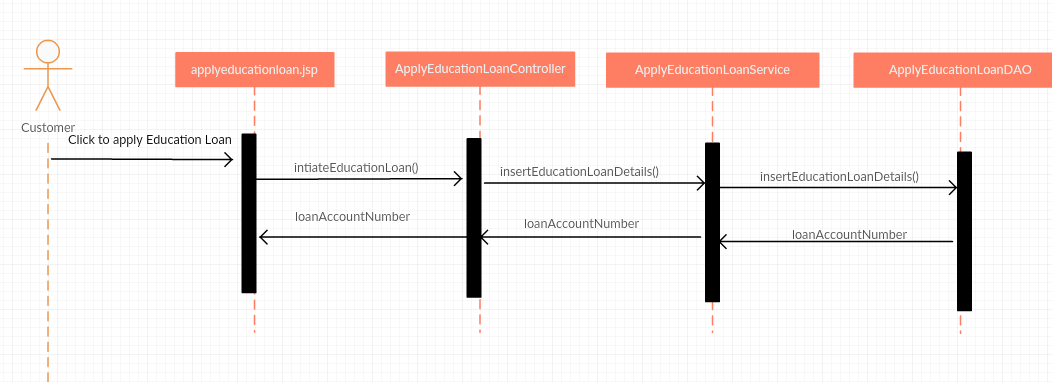 applyeducationloan.jsp
ApplyEducationLoanController
ApplyEducationLoanService
ApplyEducationLoanDAO
Customer
Click to apply Education Loan
intiateEducationLoan()
insertEducationLoanDetails()
insertEducationLoanDetails()
loanAccountNumber
loanAccountNumber
loanAccountNumber